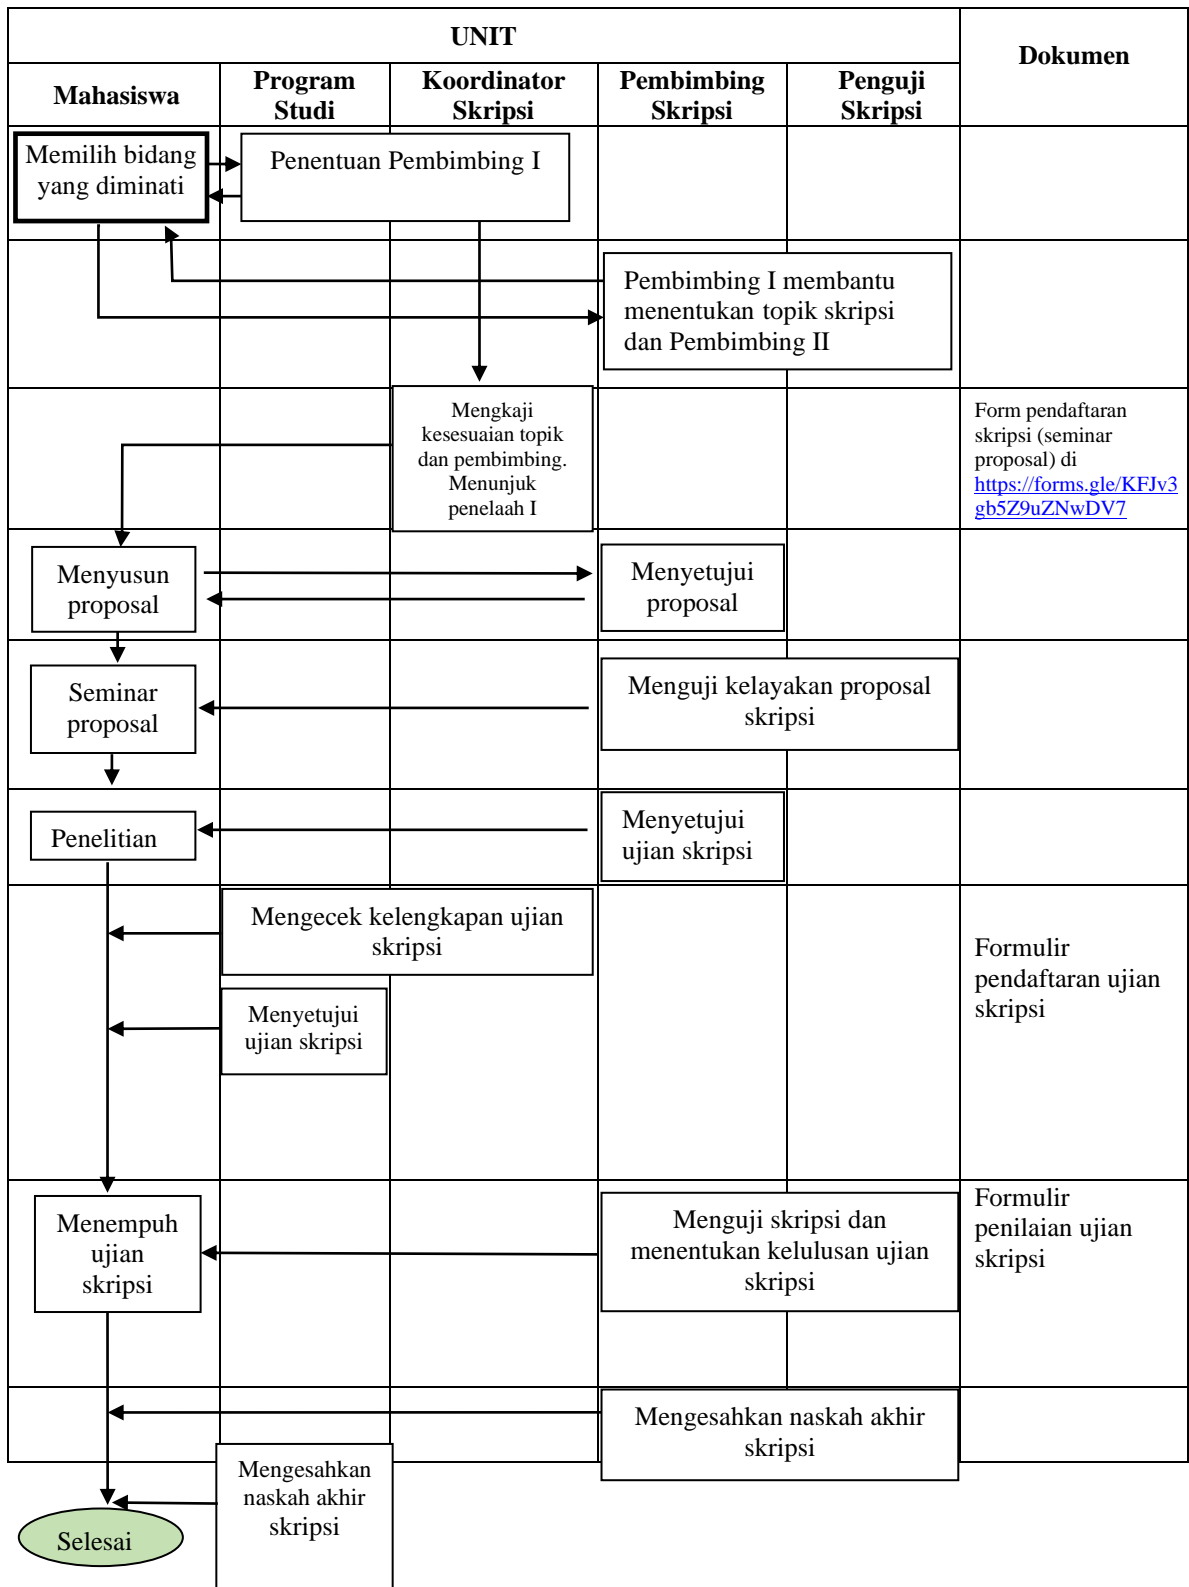 UNIT
Dokumen
Mahasiswa
Program
Studi
Koordinator
Skripsi
Pembimbing
Skripsi
Penguji
Skripsi
Memilih bidang
yang diminati
Penentuan Pembimbing I
Pembimbing I membantu
menentukan topik skripsi
dan Pembimbing II
Mengkaji
kesesuaian topik
dan pembimbing.
Menunjuk
penelaah I
Form pendaftaran
skripsi (seminar
proposal) di
https://forms.gle/KFJv3
gb5Z9uZNwDV7
Menyusun
proposal
Menyetujui
proposal
Seminar
proposal
Menguji kelayakan proposal
skripsi
Penelitian
Menyetujui
ujian skripsi
Mengecek kelengkapan ujian
skripsi
Formulir
pendaftaran ujian
skripsi
Menyetujui
ujian skripsi
Menempuh
ujian
skripsi
Menguji skripsi dan
menentukan kelulusan ujian
skripsi
Formulir
penilaian ujian
skripsi
Mengesahkan naskah akhir
skripsi
Mengesahkan
naskah akhir
skripsi
Selesai